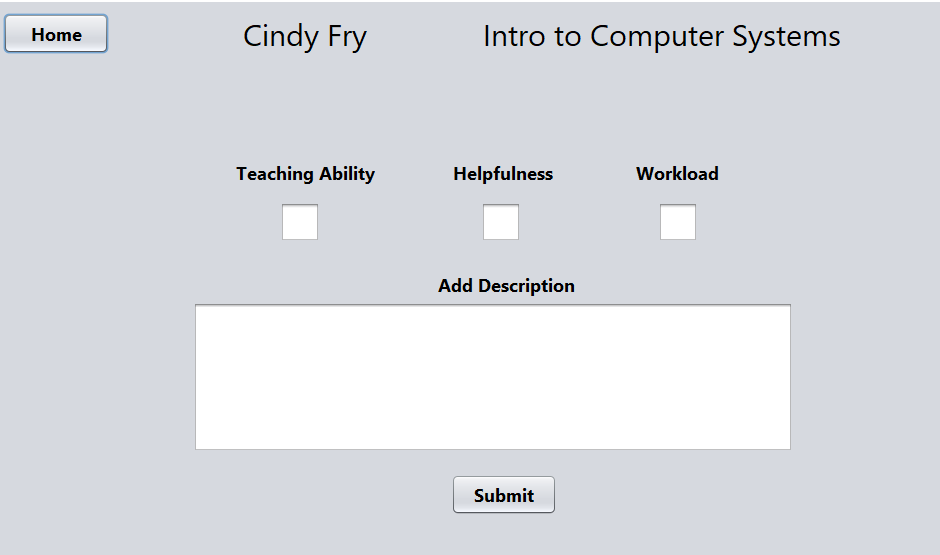 Home
Cindy Fry
Intro to Computer Systems
Teaching Ability
Helpfulness
Workload
Add Description
Submit